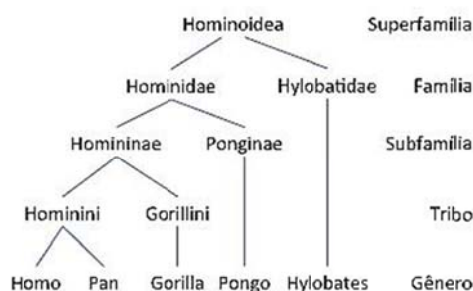 Hominoidea Superfamília
Hominidae Hylobatidae Família
Homininae Ponginae Subfamília
Hominini Gorillini Tribo
Homo Pan Gorilla Pongo Hylobates Gênero